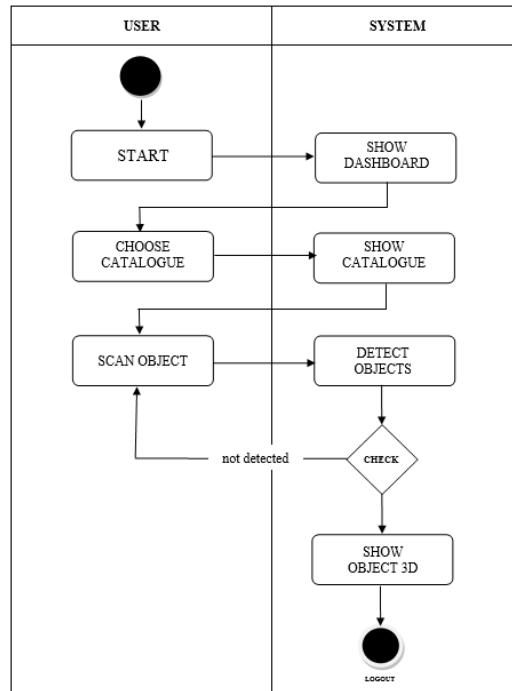 USER
SYSTEM
START
SHOW
DASHBOARD
CHOOSE
CATALOGUE
SHOW
CATALOGUE
SCAN OBJECT
DETECT
OBJECTS
not detected
CHECK
SHOW
OBJECT 3D
LOGOUT